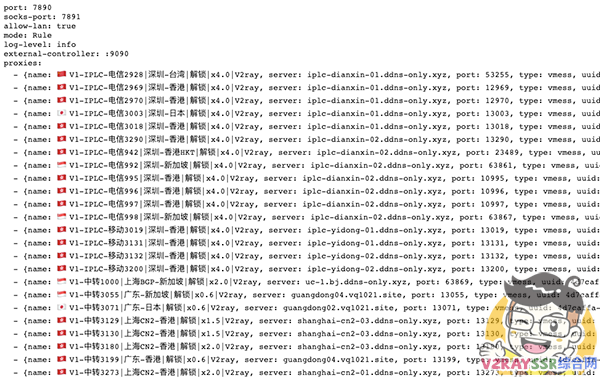 port: 7890
socks-port: 7891
allow-lan: true
mode: Rule
log-level: info
external-controller: :9090
proxies:
- {name: 🇨🇳 V1-IPLC-电信2928|深圳-台湾|解锁|x4.0|V2ray, server: iplc-dianxin-01.ddns-only.xyz, port: 53255, type: vmess, uuid
- {name: 🇭🇰 V1-IPLC-电信2969|深圳-香港|解锁|x4.0|V2ray, server: iplc-dianxin-01.ddns-only.xyz, port: 12969, type: vmess, uuid
- {name: 🇭🇰 V1-IPLC-电信2970|深圳-香港|解锁|x4.0|V2ray, server: iplc-dianxin-01.ddns-only.xyz, port: 12970, type: vmess, uuid
- {name: 🇯🇵 V1-IPLC-电信3003|深圳-日本|解锁|x4.0|V2ray, server: iplc-dianxin-01.ddns-only.xyz, port: 13003, type: vmess, uuid
- {name: 🇭🇰 V1-IPLC-电信3018|深圳-香港|解锁|x4.0|V2ray, server: iplc-dianxin-01.ddns-only.xyz, port: 13018, type: vmess, uuid
- {name: 🇭🇰 V1-IPLC-电信3290|深圳-香港|解锁|x4.0|V2ray, server: iplc-dianxin-01.ddns-only.xyz, port: 13290, type: vmess, uuid
- {name: 🇭🇰 V1-IPLC-电信442|深圳-香港HKT|解锁|x4.0|V2ray, server: iplc-dianxin-02.ddns-only.xyz, port: 23489, type: vmess, uui
- {name: 🇸🇬 V1-IPLC-电信992|深圳-新加坡|解锁|x4.0|V2ray, server: iplc-dianxin-02.ddns-only.xyz, port: 63861, type: vmess, uuid:
- {name: 🇭🇰 V1-IPLC-电信995|深圳-香港|解锁|x4.0|V2ray, server: iplc-dianxin-02.ddns-only.xyz, port: 10995, type: vmess, uuid:
- {name: 🇭🇰 V1-IPLC-电信996|深圳-香港|解锁|x4.0|V2ray, server: iplc-dianxin-02.ddns-only.xyz, port: 10996, type: vmess, uuid:
- {name: 🇭🇰 V1-IPLC-电信997|深圳-香港|解锁|x4.0|V2ray, server: iplc-dianxin-02.ddns-only.xyz, port: 10997, type: vmess, uuid:
- {name: 🇸🇬 V1-IPLC-电信998|深圳-新加坡|解锁|x4.0|V2ray, server: iplc-dianxin-02.ddns-only.xyz, port: 63867, type: vmess, uuid:
- {name: 🇭🇰 V1-IPLC-移动3019|深圳-香港|解锁|x4.0|V2ray, server: iplc-yidong-01.ddns-only.xyz, port: 13019, type: vmess, uuid:
- {name: 🇭🇰 V1-IPLC-移动3131|深圳-香港|解锁|x4.0|V2ray, server: iplc-yidong-01.ddns-only.xyz, port: 13131, type: vmess, uuid:
- {name: 🇭🇰 V1-IPLC-移动3132|深圳-香港|解锁|x4.0|V2ray, server: iplc-yidong-01.ddns-only.xyz, port: 13132, type: vmess, uuid:
- {name: 🇭🇰 V1-IPLC-移动3200|深圳-香港|解锁|x4.0|V2ray, server: iplc-yidong-01.ddns-only.xyz, port: 13200, type: vmess, uuid:
- {name: 🇸🇬 V1-中转1000|上海BGP-新加坡|解锁|x2.0|V2ray, server: uc-1.bj.ddns-only.xyz, port: 63869, type: vmess, uuid:
- {name: 🇸🇬 V1-中转3055|广东-新加坡|解锁|x0.6|V2ray, server: guangdong04.vq1021.site, port: 13055, type: vmess, uuid:
- {name: 🇯🇵 V1-中转3071|广东-日本|解锁|x0.6|V2ray, server: guangdong02.vq1021.site, port: 13071, type: vmess,
- {name: 🇭🇰 V1-中转3129|上海CN2-香港|解锁|x1.5|V2ray, server: shanghai-cn2-03.ddns-only.xyz, port: 13129,
- {name: 🇭🇰 V1-中转3130|上海CN2-香港|解锁|x2.0|V2ray, server: shanghai-cn2-03.ddns-only.xyz, port:
- {name: 🇭🇰 V1-中转3180|上海CN2-香港|解锁|x2.0|V2ray, server: shanghai-cn2-02.ddns-only.xyz, port:
- {name: 🇭🇰 V1-中转3199|广东-香港|解锁|x0.6|V2ray, server: guangdong04.vq1021.site, port: 13199, type:
- {name: 🇭🇰 V1-中转3273|上海CN2-香港|解锁|x1.5|V2ray, server: shanghai-cn2-01.ddns-only.xyz, port: 13273, type: vmess,
V2RAYSSR综合网